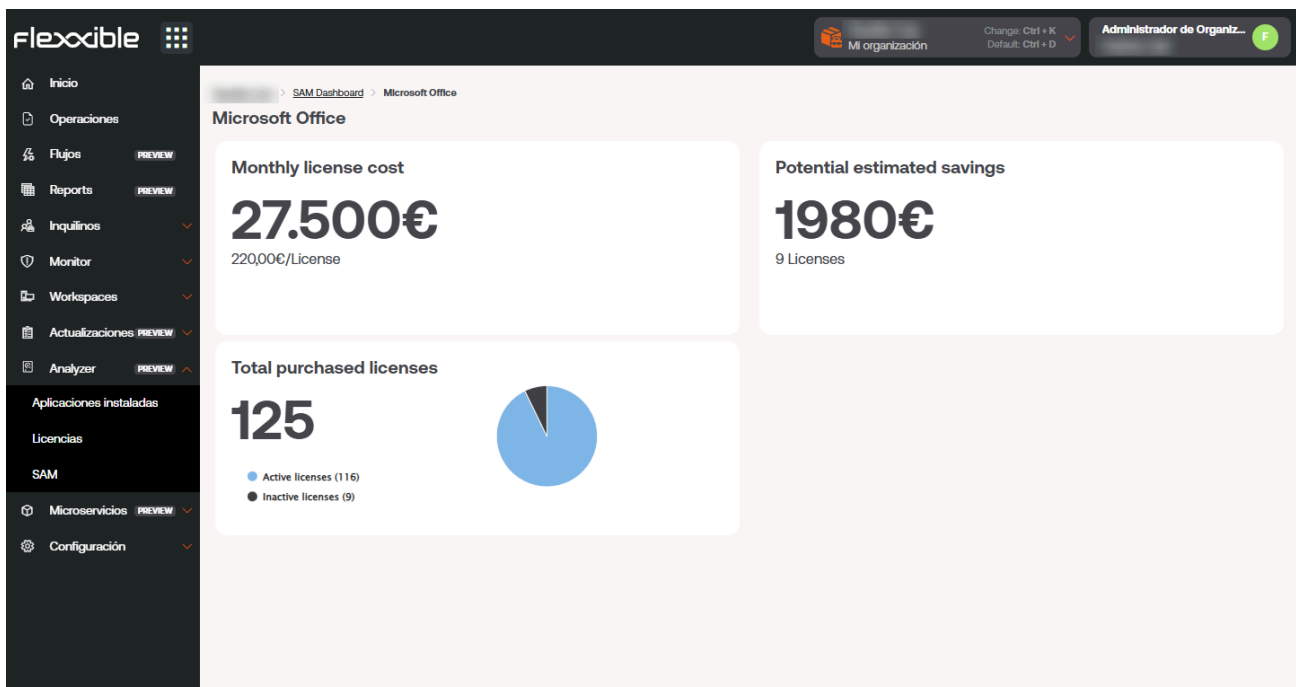 Flexxible
Mi organización
Change: Ctrl + K
Default: Ctrl + D
Administrador de Organiz...
F
Inicio
Operaciones
Flujos PREVIEW
Reports PREVIEW
Inquilinos
Monitor
Workspaces
Actualizaciones PREVIEW
Analyzer PREVIEW
Aplicaciones instaladas
Licencias
SAM
Microservicios PREVIEW
Configuración
> SAM Dashboard > Microsoft Office
Microsoft Office
Monthly license cost
27.500€
220,00€/License
Potential estimated savings
1980€
9 Licenses
Total purchased licenses
125
Active licenses (116)
Inactive licenses (9)